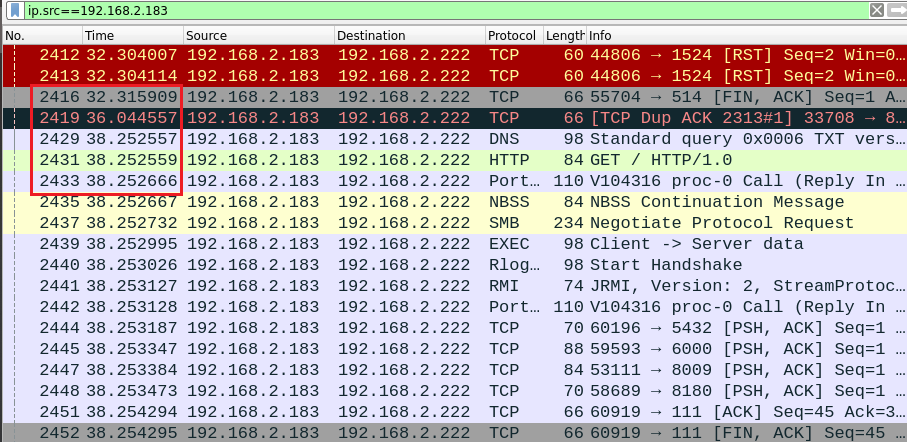 ip.src==192.168.2.183
No. Time Source Destination Protocol Length Info
2412 32.304007 192.168.2.183 192.168.2.222 TCP 60 44806 → 1524 [RST] Seq=2 Win=0…
2413 32.304114 192.168.2.183 192.168.2.222 TCP 60 44806 → 1524 [RST] Seq=2 Win=0…
2416 32.315909 192.168.2.183 192.168.2.222 TCP 66 55704 → 514 [FIN, ACK] Seq=1 A…
2419 36.044557 192.168.2.183 192.168.2.222 TCP 66 [TCP Dup ACK 2313#1] 33708 → 8…
2429 38.252557 192.168.2.183 192.168.2.222 DNS 98 Standard query 0x0006 TXT vers…
2431 38.252559 192.168.2.183 192.168.2.222 HTTP 84 GET / HTTP/1.0
2433 38.252666 192.168.2.183 192.168.2.222 Port… 110 V104316 proc-0 Call (Reply In …
2435 38.252667 192.168.2.183 192.168.2.222 NBSS 84 NBSS Continuation Message
2437 38.252732 192.168.2.183 192.168.2.222 SMB 234 Negotiate Protocol Request
2439 38.252995 192.168.2.183 192.168.2.222 EXEC 98 Client -> Server data
2440 38.253026 192.168.2.183 192.168.2.222 Rlog… 98 Start Handshake
2441 38.253127 192.168.2.183 192.168.2.222 RMI 74 JRMI, Version: 2, StreamProtoc…
2442 38.253128 192.168.2.183 192.168.2.222 Port… 110 V104316 proc-0 Call (Reply In …
2444 38.253187 192.168.2.183 192.168.2.222 TCP 70 60196 → 5432 [PSH, ACK] Seq=1 …
2445 38.253347 192.168.2.183 192.168.2.222 TCP 88 59593 → 6000 [PSH, ACK] Seq=1 …
2447 38.253384 192.168.2.183 192.168.2.222 TCP 84 53111 → 8009 [PSH, ACK] Seq=1 …
2448 38.253473 192.168.2.183 192.168.2.222 TCP 70 58689 → 8180 [PSH, ACK] Seq=1 …
2451 38.254294 192.168.2.183 192.168.2.222 TCP 66 60919 → 111 [ACK] Seq=45 Ack=3…
2452 38.254295 192.168.2.183 192.168.2.222 TCP 66 60919 → 111 [FIN, ACK] Seq=45 …